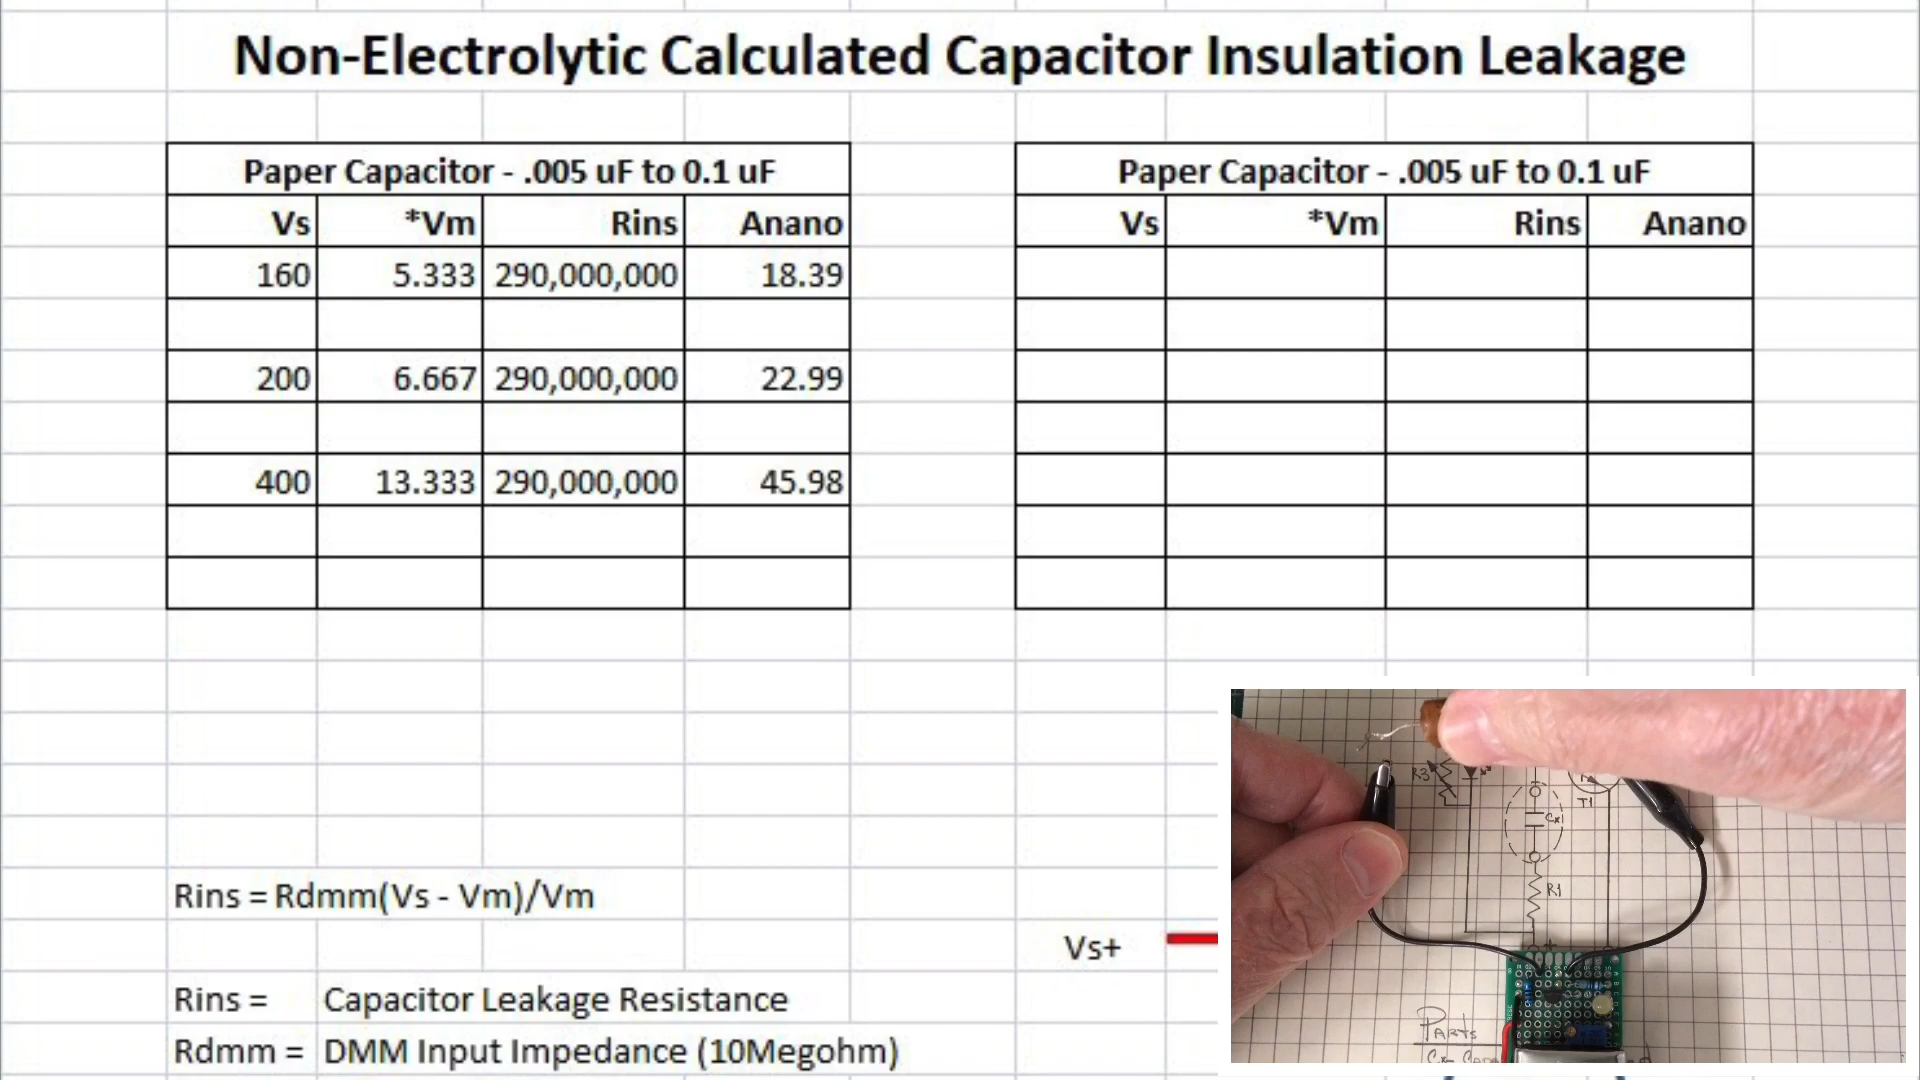 Non-Electrolytic Calculated Capacitor Insulation Leakage
Paper Capacitor - .005 uF to 0.1 uF
Vs *Vm Rins Anano
160 5.333 290,000,000 18.39
200 6.667 290,000,000 22.99
400 13.333 290,000,000 45.98
Paper Capacitor - .005 uF to 0.1 uF
Vs *Vm Rins Anano
Rins = Rdmm(Vs - Vm)/Vm
Vs+
Rins = Capacitor Leakage Resistance
Rdmm = DMM Input Impedance (10Megohm)
R3
T1
Cx
R1
+
PARTS